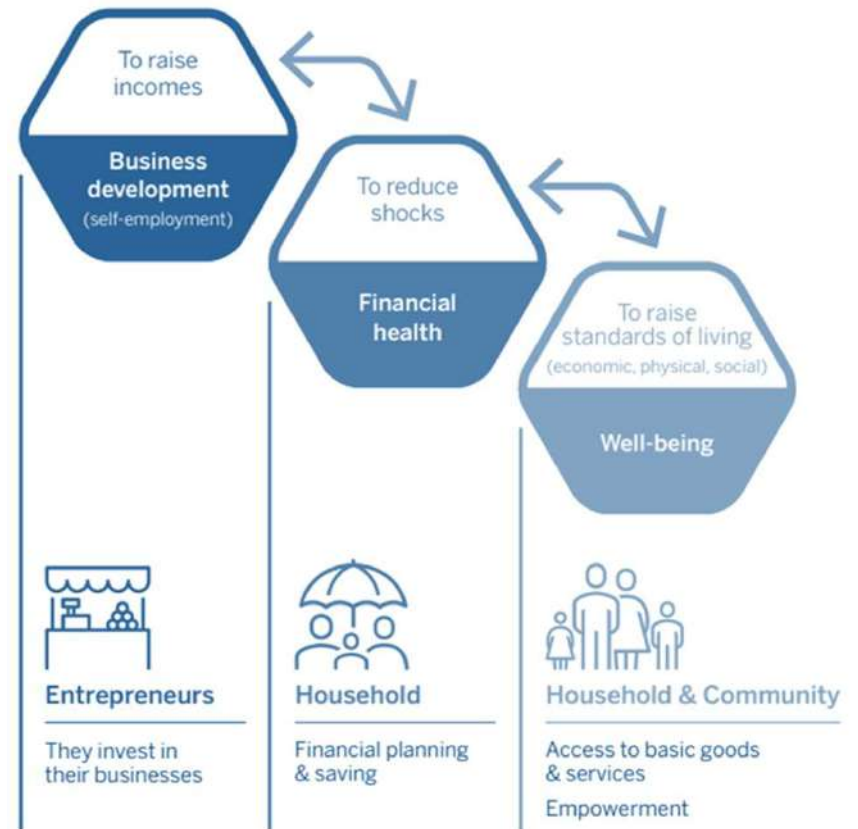 To raise
incomes
Business
development
(self-employment)
To reduce
shocks
Financial
health
To raise
standards of living
(economic, physical, social)
Well-being
Entrepreneurs
They invest in
their businesses
Household
Financial planning
& saving
Household & Community
Access to basic goods
& services
Empowerment